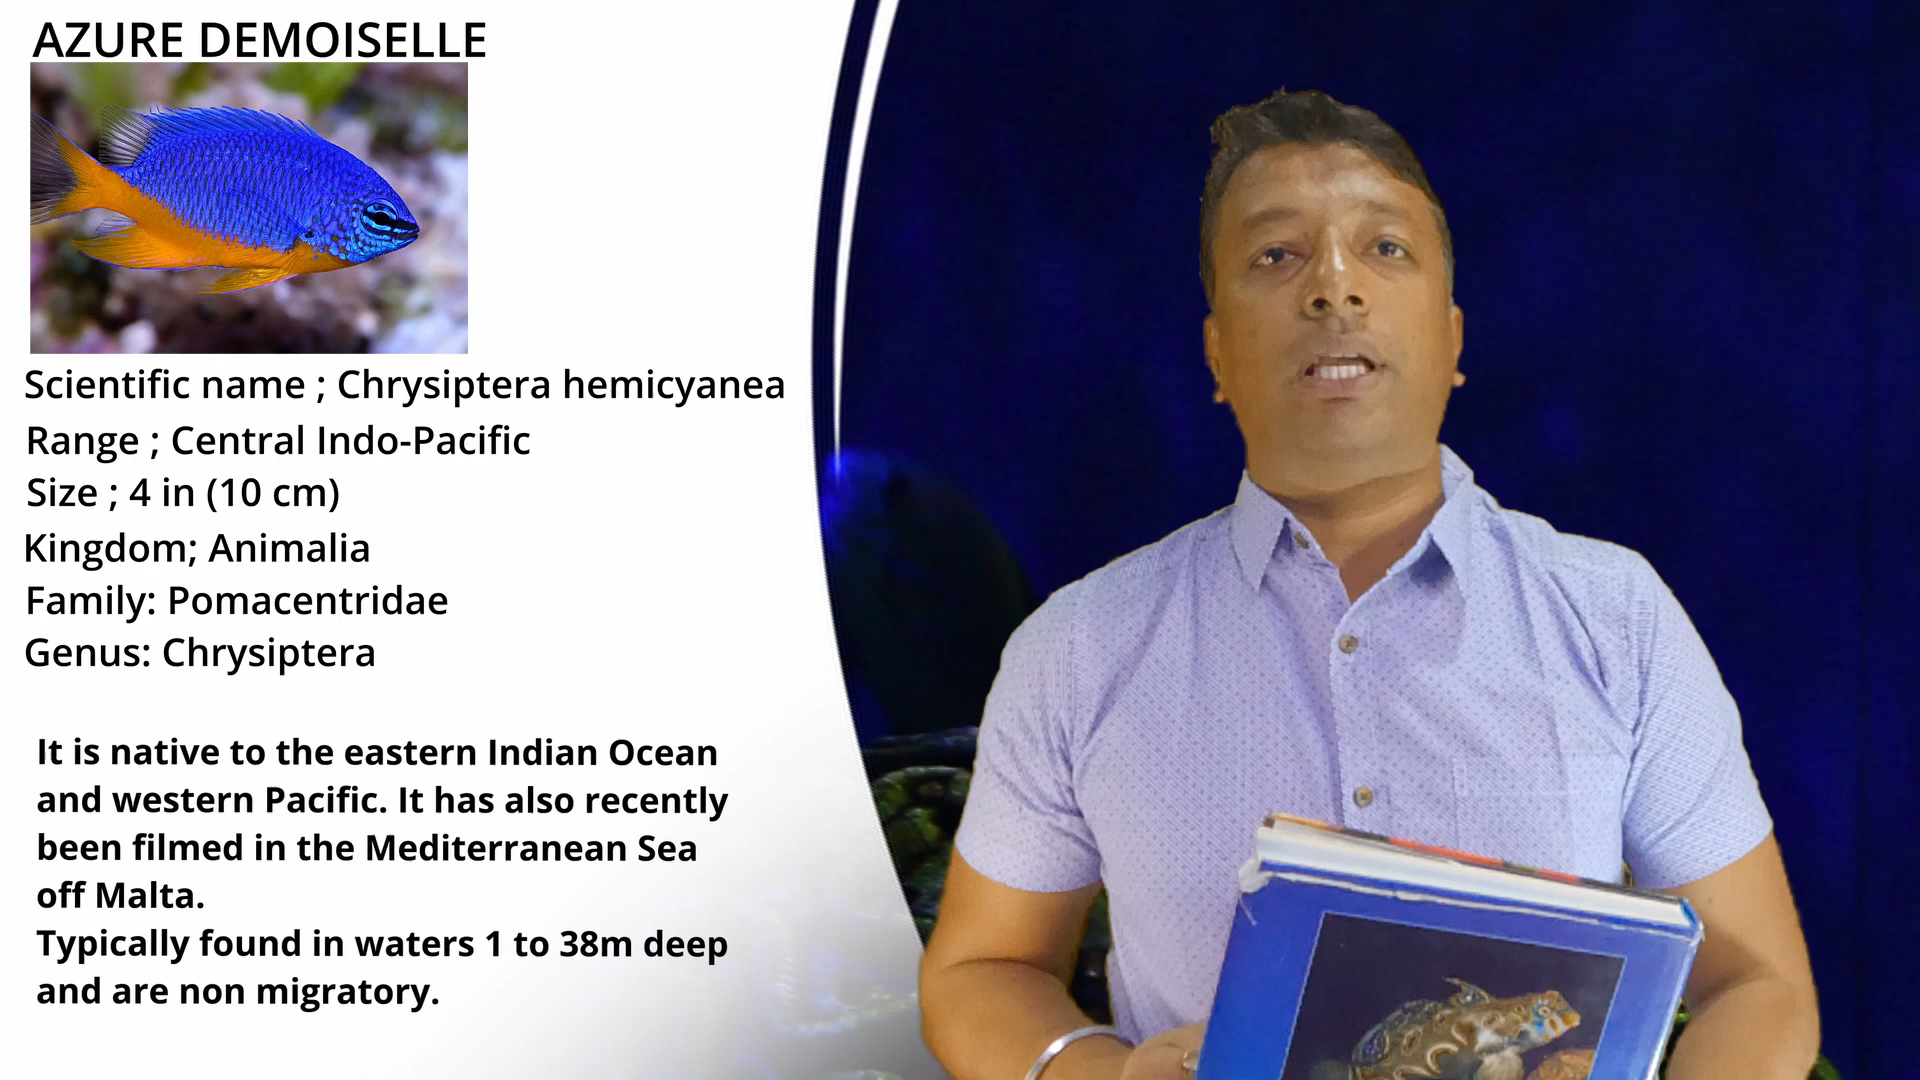 AZURE DEMOISELLE
Scientific name ; Chrysiptera hemicyanea
Range ; Central Indo-Pacific
Size ; 4 in (10 cm)
Kingdom; Animalia
Family: Pomacentridae
Genus: Chrysiptera
It is native to the eastern Indian Ocean
and western Pacific. It has also recently
been filmed in the Mediterranean Sea
off Malta.
Typically found in waters 1 to 38m deep
and are non migratory.